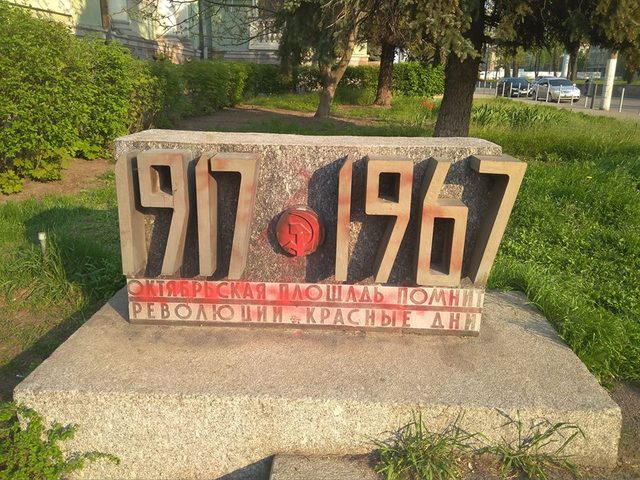 1917 1967
ОКТЯБРЬСКАЯ ПЛОЩАДЬ ПОМНИТ
РЕВОЛЮЦИИ КРАСНЫЕ ДНИ